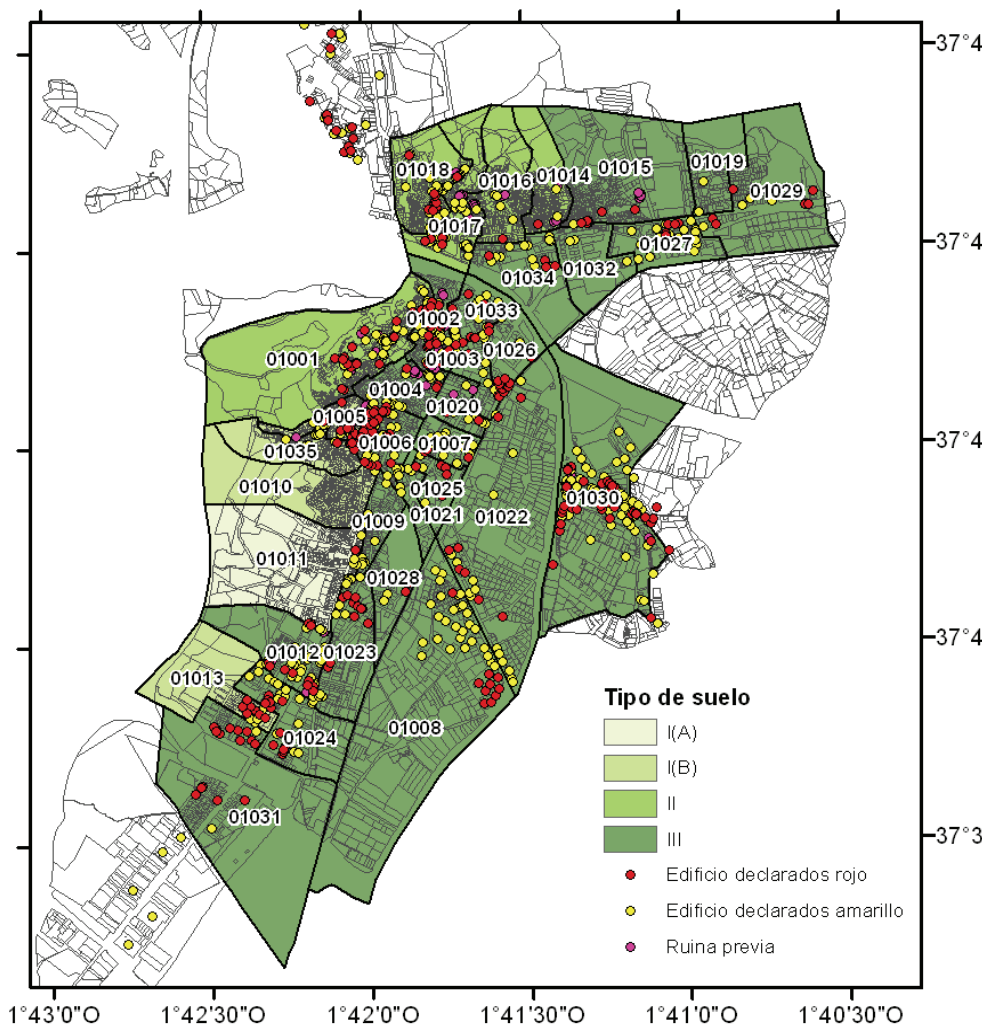 37°4
01015
01019
01018
01016
01014
01029
01017
01027
37°4
01032
01034
01033
01002
01026
01001
01003
01004
01020
01005
01006
01007
37°4
01035
01010
01025
01030
01021
01022
01009
01011
01028
37°4
01012
01023
01013
Tipo de suelo
01008
I(A)
01024
I(B)
II
01031
III
37°3
Edificio declarados rojo
Edificio declarados amarillo
Ruina previa
1°43'0"O
1°42'30"O
1°42'0"O
1°41'30"O
1°41'0"O
1°40'30"O